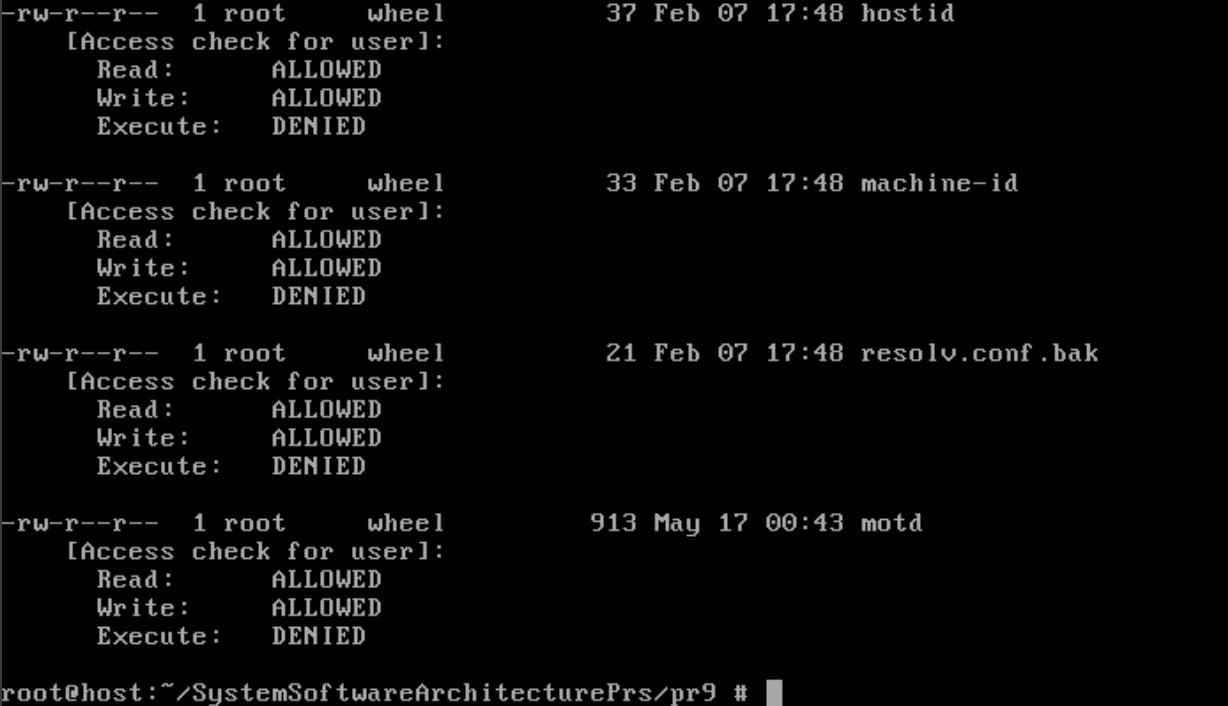 -rw-r--r--  1 root     wheel          37 Feb 07 17:48 hostid
    [Access check for user]:
      Read:      ALLOWED
      Write:     ALLOWED
      Execute:   DENIED
-rw-r--r--  1 root     wheel          33 Feb 07 17:48 machine-id
    [Access check for user]:
      Read:      ALLOWED
      Write:     ALLOWED
      Execute:   DENIED
-rw-r--r--  1 root     wheel          21 Feb 07 17:48 resolv.conf.bak
    [Access check for user]:
      Read:      ALLOWED
      Write:     ALLOWED
      Execute:   DENIED
-rw-r--r--  1 root     wheel         913 May 17 00:43 motd
    [Access check for user]:
      Read:      ALLOWED
      Write:     ALLOWED
      Execute:   DENIED
root@host:~/SystemSoftwareArchitecturePrs/pr9 #